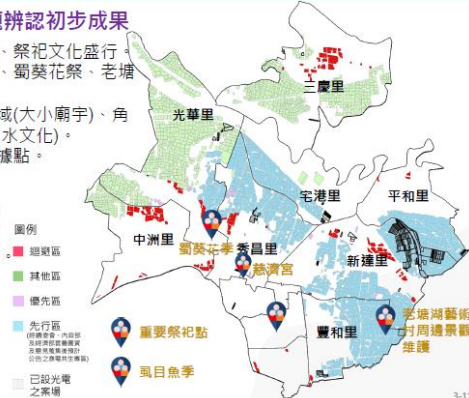 辨認初步成果
、祭祀文化盛行。
、蜀葵花祭、老塘
域(大小廟宇)、角
水文化)。
據點。
三慶里
光華里
宅港里
平和里
中洲里
秀昌里
新達里
豐和里
蜀葵花季
慈濟宮
老塘湖藝術
村周邊景觀
維護
圖例
迴避區
其他區
優先區
先行區
已設光電
之案場
重要祭祀點
虱目魚季